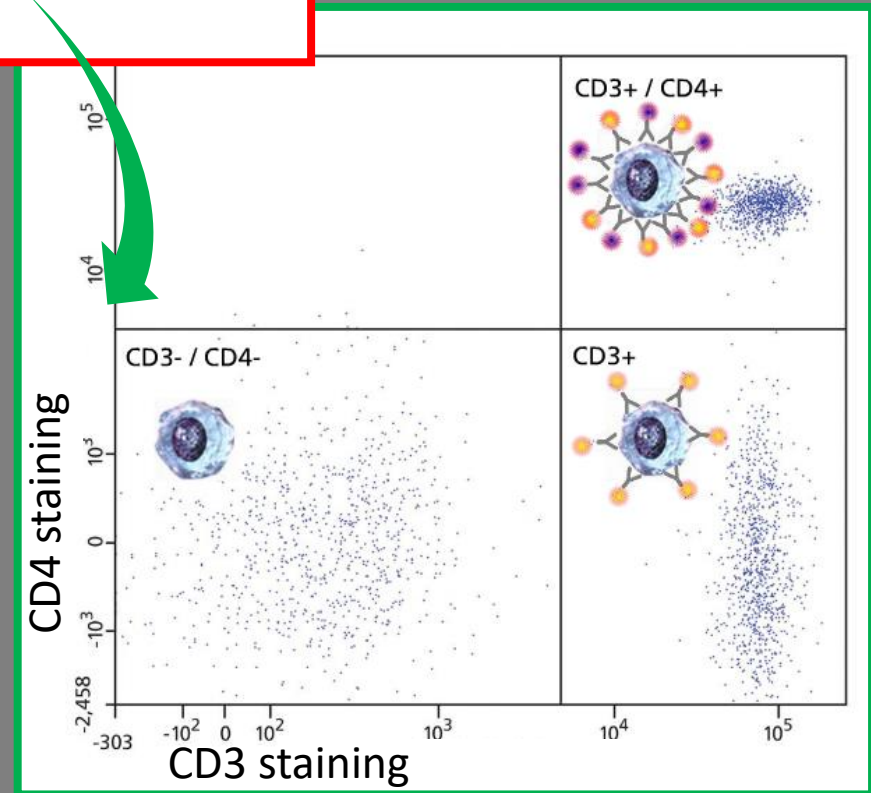 CD3+ / CD4+
10⁵
10⁴
CD3- / CD4-
CD3+
10³
0
-10³
-2,458
CD4 staining
-303
-10²
0
10²
10³
10⁴
10⁵
CD3 staining